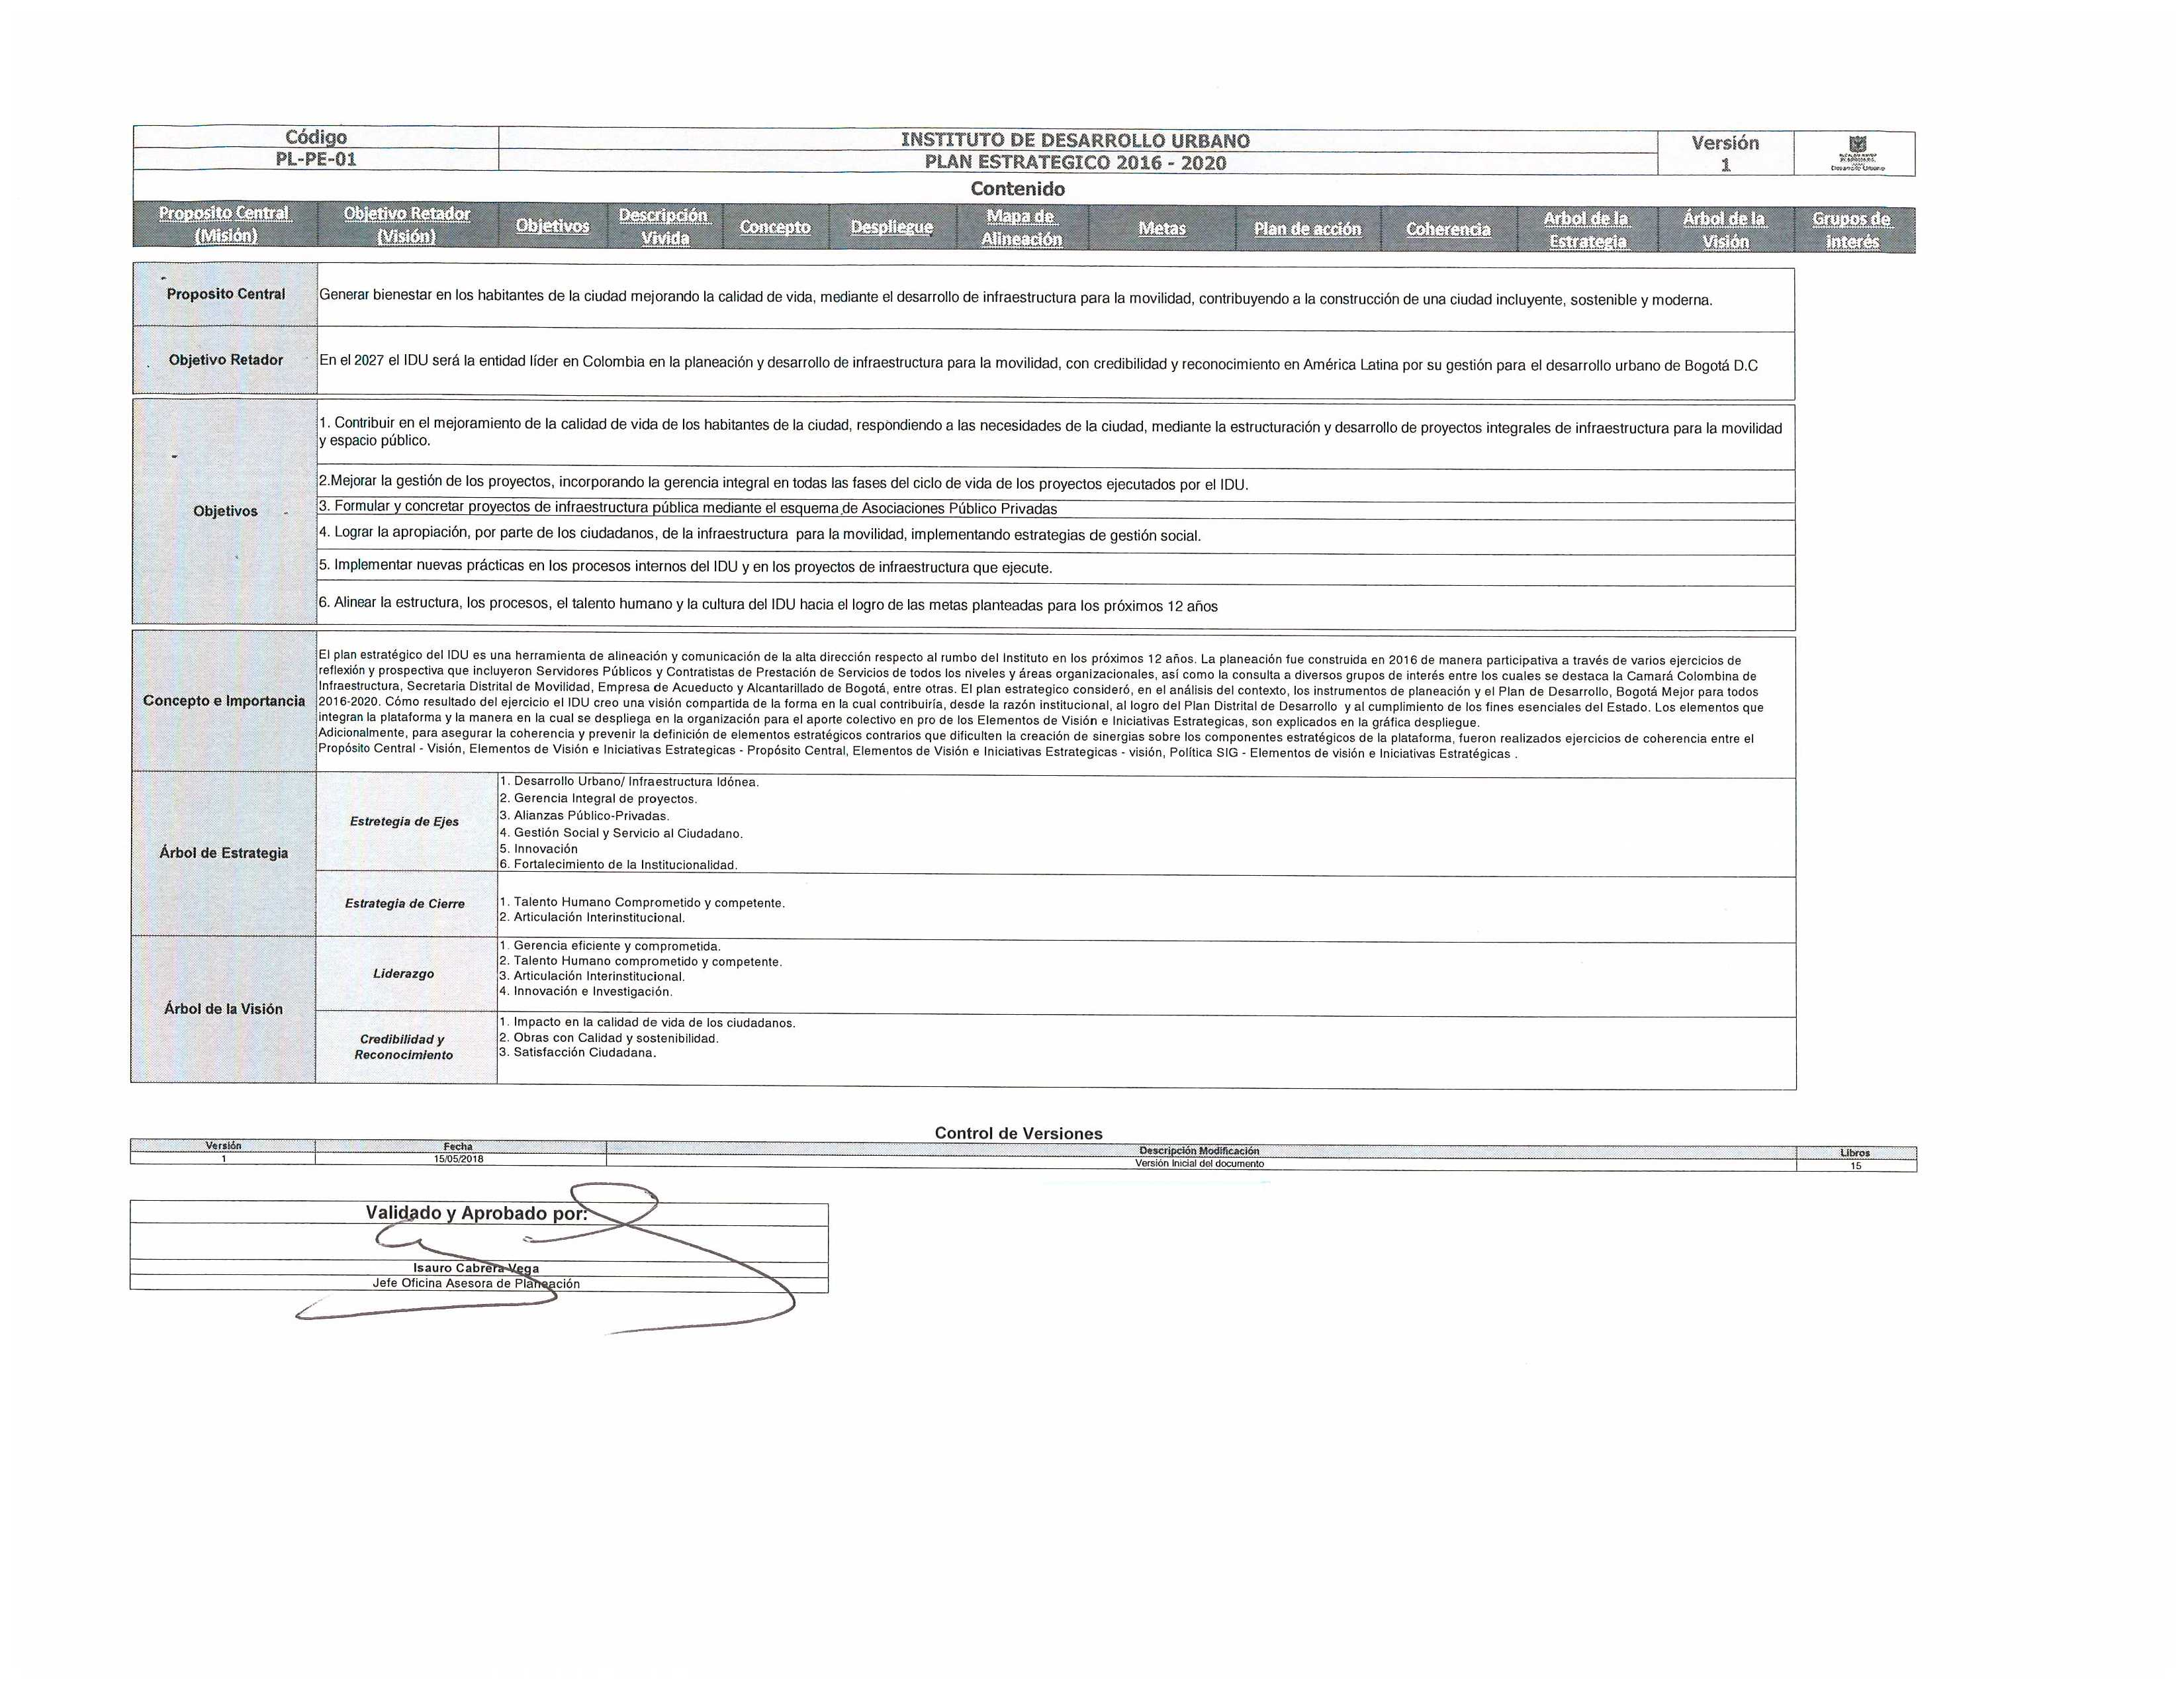 Código
PL-PE-01
INSTITUTO DE DESARROLLO URBANO
PLAN ESTRATEGICO 2016 - 2020
Versión
1
Desarrollo Urbano
Contenido
Proposito Central (Misión)
Objetivo Retador (Visión)
Objetivos
Descripción Vivida
Concepto
Despliegue
Mapa de Alineación
Metas
Plan de acción
Coherencia
Arbol de la Estrategia
Árbol de la Visión
Grupos de interés
Proposito Central
Generar bienestar en los habitantes de la ciudad mejorando la calidad de vida, mediante el desarrollo de infraestructura para la movilidad, contribuyendo a la construcción de una ciudad incluyente, sostenible y moderna.
Objetivo Retador
En el 2027 el IDU será la entidad líder en Colombia en la planeación y desarrollo de infraestructura para la movilidad, con credibilidad y reconocimiento en América Latina por su gestión para el desarrollo urbano de Bogotá D.C
Objetivos
1. Contribuir en el mejoramiento de la calidad de vida de los habitantes de la ciudad, respondiendo a las necesidades de la ciudad, mediante la estructuración y desarrollo de proyectos integrales de infraestructura para la movilidad
y espacio público.
2.Mejorar la gestión de los proyectos, incorporando la gerencia integral en todas las fases del ciclo de vida de los proyectos ejecutados por el IDU.
3. Formular y concretar proyectos de infraestructura pública mediante el esquema de Asociaciones Público Privadas
4. Lograr la apropiación, por parte de los ciudadanos, de la infraestructura para la movilidad, implementando estrategias de gestión social.
5. Implementar nuevas prácticas en los procesos internos del IDU y en los proyectos de infraestructura que ejecute.
6. Alinear la estructura, los procesos, el talento humano y la cultura del IDU hacia el logro de las metas planteadas para los próximos 12 años
Concepto e Importancia
El plan estratégico del IDU es una herramienta de alineación y comunicación de la alta dirección respecto al rumbo del Instituto en los próximos 12 años. La planeación fue construida en 2016 de manera participativa a través de varios ejercicios de
reflexión y prospectiva que incluyeron Servidores Públicos y Contratistas de Prestación de Servicios de todos los niveles y áreas organizacionales, así como la consulta a diversos grupos de interés entre los cuales se destaca la Camará Colombina de
Infraestructura, Secretaria Distrital de Movilidad, Empresa de Acueducto y Alcantarillado de Bogotá, entre otras. El plan estrategico consideró, en el análisis del contexto, los instrumentos de planeación y el Plan de Desarrollo, Bogotá Mejor para todos
2016-2020. Cómo resultado del ejercicio el IDU creo una visión compartida de la forma en la cual contribuiría, desde la razón institucional, al logro del Plan Distrital de Desarrollo y al cumplimiento de los fines esenciales del Estado. Los elementos que
integran la plataforma y la manera en la cual se despliega en la organización para el aporte colectivo en pro de los Elementos de Visión e Iniciativas Estrategicas, son explicados en la gráfica despliegue.
Adicionalmente, para asegurar la coherencia y prevenir la definición de elementos estratégicos contrarios que dificulten la creación de sinergias sobre los componentes estratégicos de la plataforma, fueron realizados ejercicios de coherencia entre el
Propósito Central - Visión, Elementos de Visión e Iniciativas Estrategicas - Propósito Central, Elementos de Visión e Iniciativas Estrategicas - visión, Política SIG - Elementos de visión e Iniciativas Estratégicas .
Árbol de Estrategia
Estretegia de Ejes
1. Desarrollo Urbano/ Infraestructura Idónea.
2. Gerencia Integral de proyectos.
3. Alianzas Público-Privadas.
4. Gestión Social y Servicio al Ciudadano.
5. Innovación
6. Fortalecimiento de la Institucionalidad.
Estrategia de Cierre
1. Talento Humano Comprometido y competente.
2. Articulación Interinstitucional.
Árbol de la Visión
Liderazgo
1. Gerencia eficiente y comprometida.
2. Talento Humano comprometido y competente.
3. Articulación Interinstitucional.
4. Innovación e Investigación.
Credibilidad y
Reconocimiento
1. Impacto en la calidad de vida de los ciudadanos.
2. Obras con Calidad y sostenibilidad.
3. Satisfacción Ciudadana.
Control de Versiones
Versión
Fecha
Descripción Modificación
Libros
1
15/05/2018
Versión Inicial del documento
15
Validado y Aprobado por:
Isauro Cabrera Vega
Jefe Oficina Asesora de Planeación